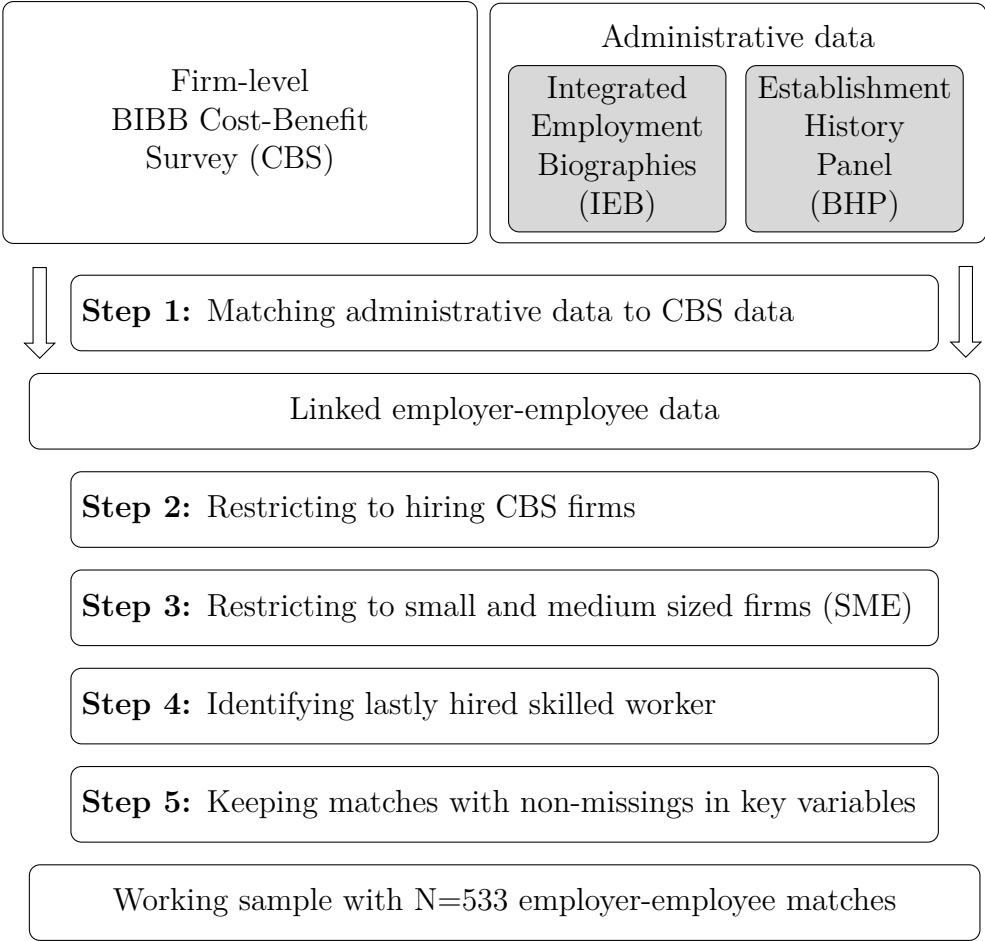 Firm-level
BIBB Cost-Benefit
Survey (CBS)
Administrative data
Integrated
Employment
Biographies
(IEB)
Establishment
History
Panel
(BHP)
Step 1: Matching administrative data to CBS data
Linked employer-employee data
Step 2: Restricting to hiring CBS firms
Step 3: Restricting to small and medium sized firms (SME)
Step 4: Identifying lastly hired skilled worker
Step 5: Keeping matches with non-missings in key variables
Working sample with N=533 employer-employee matches